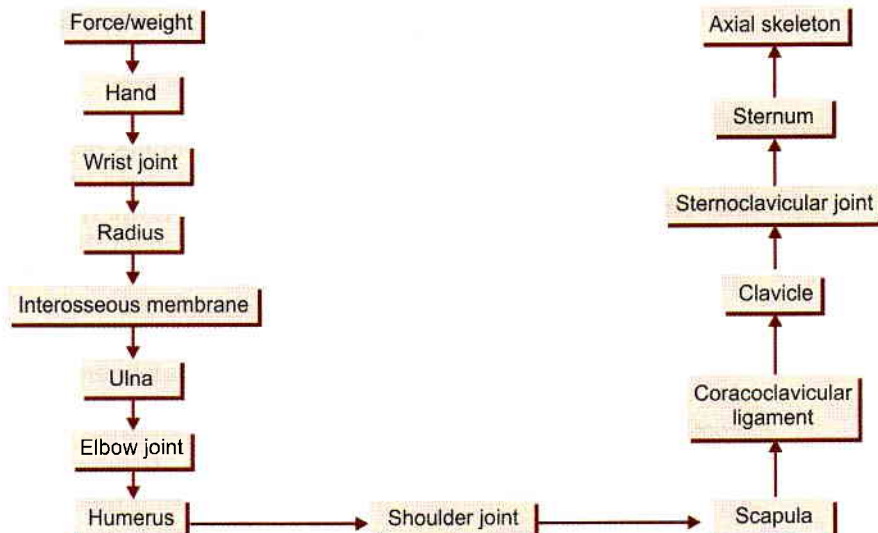 Force/weight
Hand
Wrist joint
Radius
Interosseous membrane
Ulna
Elbow joint
Humerus
Shoulder joint
Scapula
Coracoclavicular
ligament
Clavicle
Sternoclavicular joint
Sternum
Axial skeleton